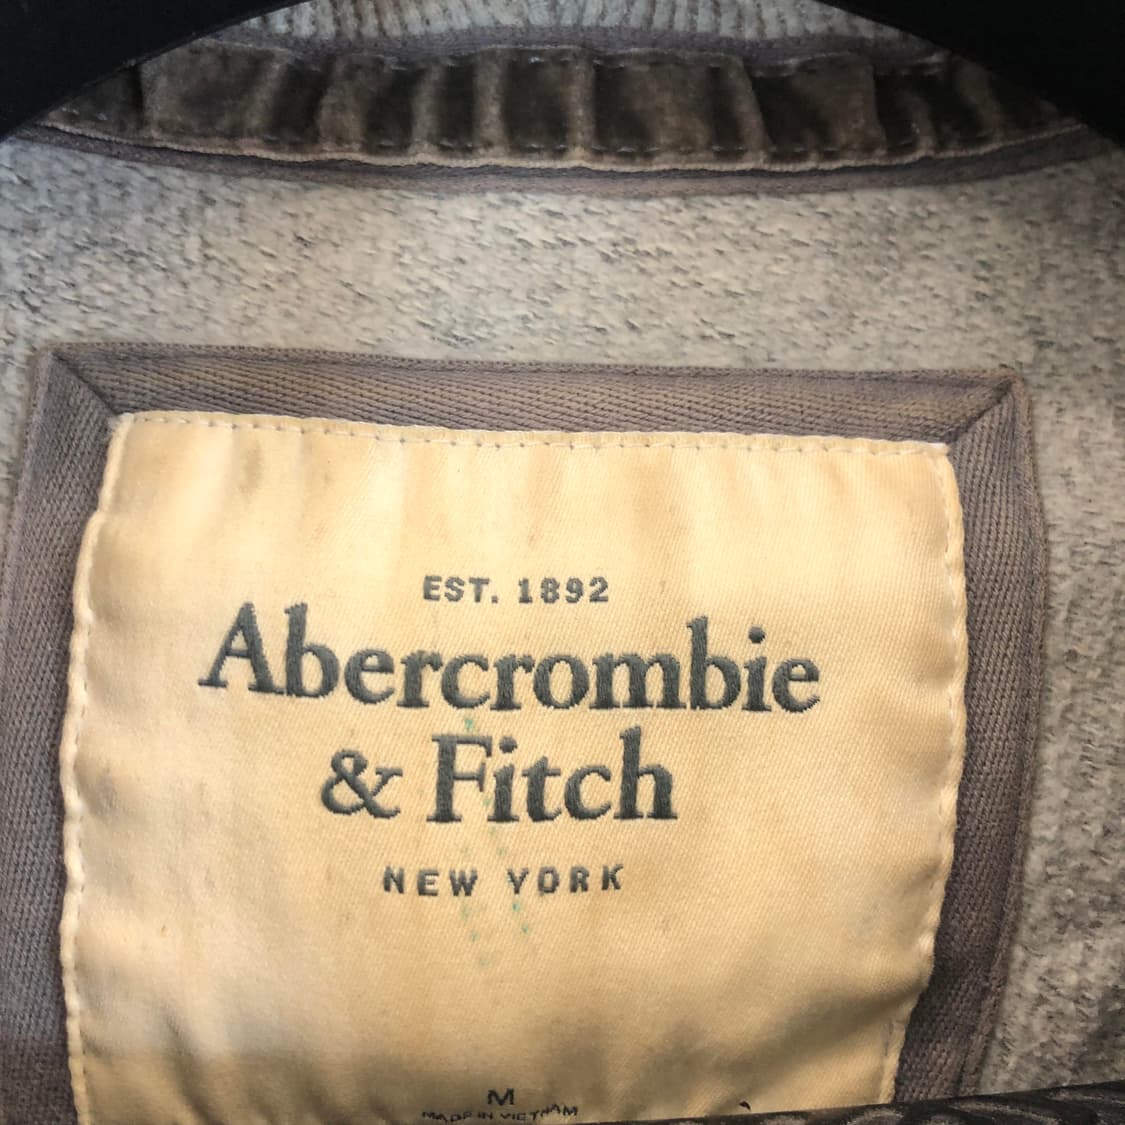 EST. 1892
Abercrombie
& Fitch
NEW YORK
M
MADE IN VIETNAM